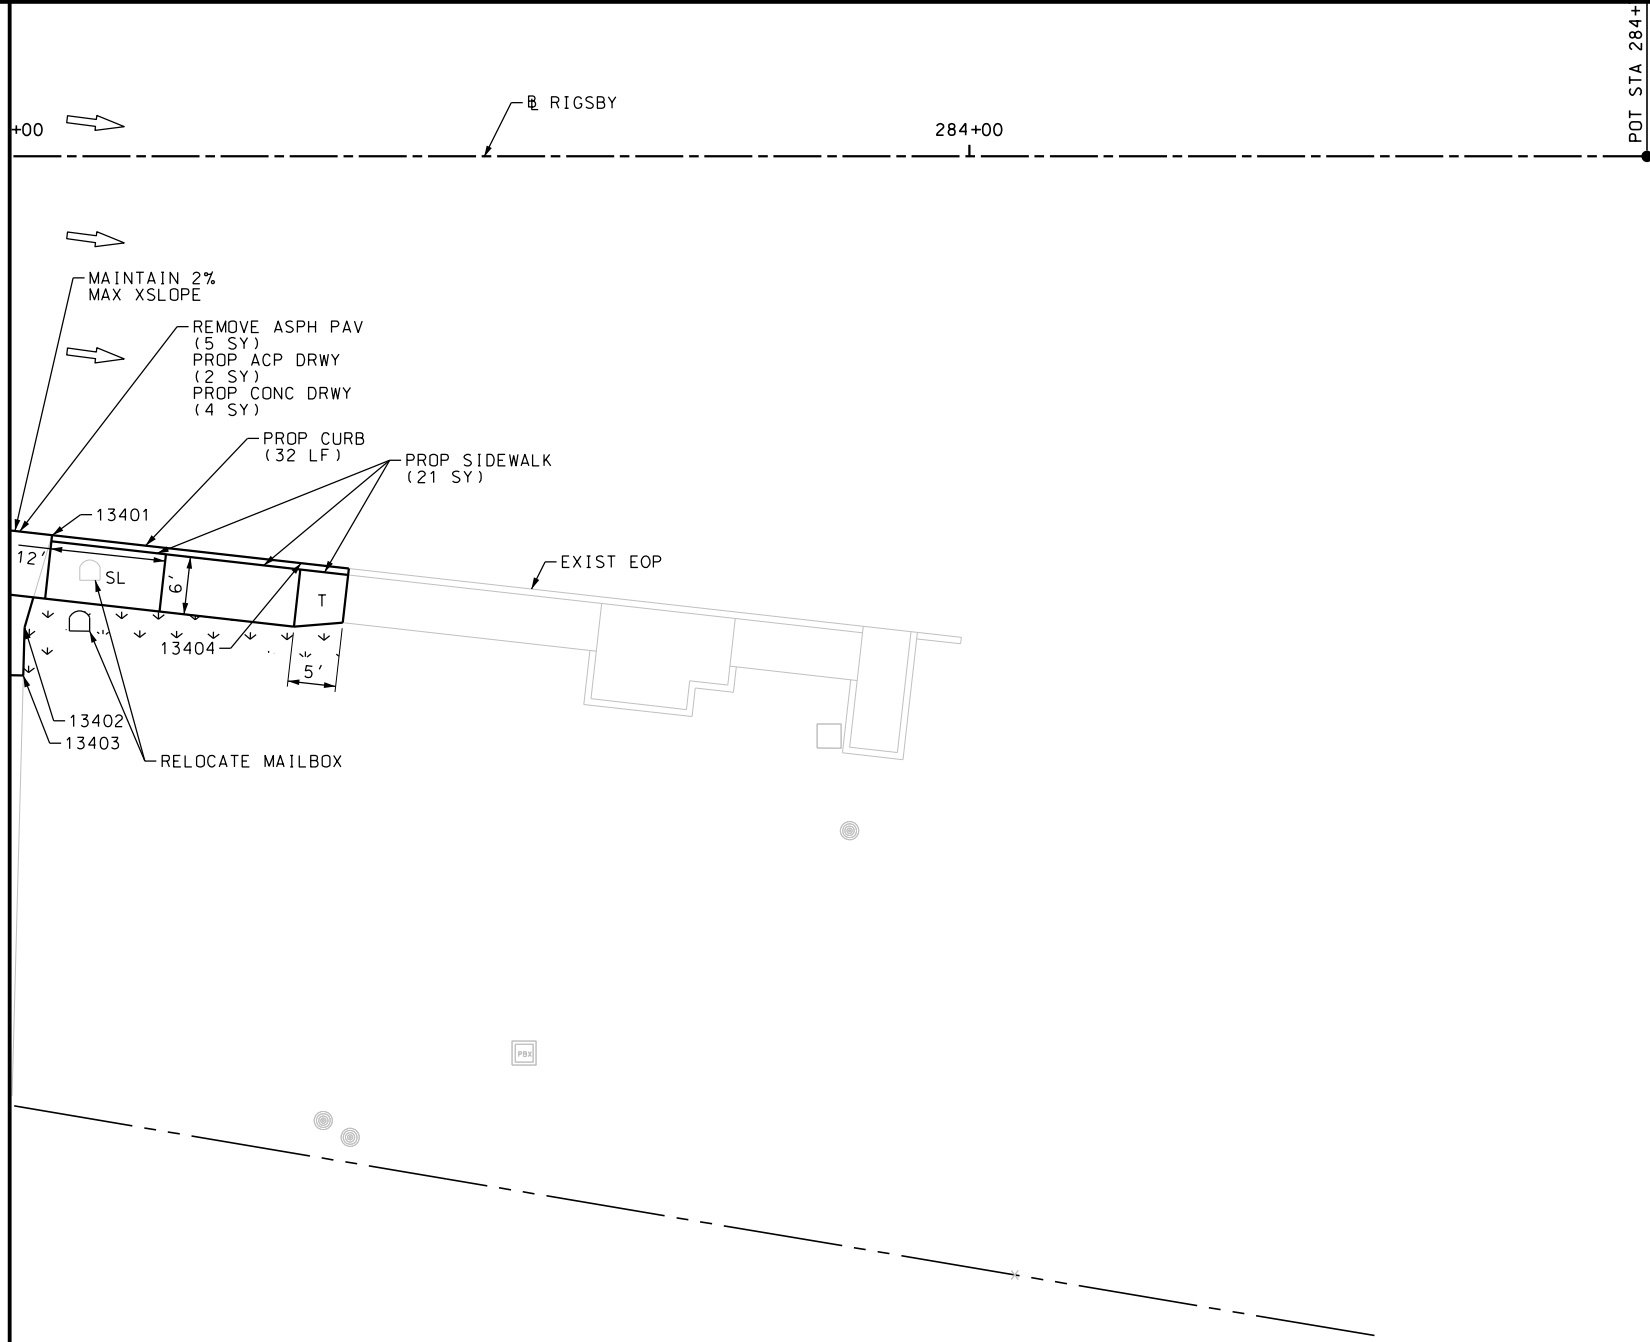 POT STA 284+
BL RIGSBY
+00
284+00
MAINTAIN 2%
MAX XSLOPE
REMOVE ASPH PAV
(5 SY)
PROP ACP DRWY
(2 SY)
PROP CONC DRWY
(4 SY)
PROP CURB
(32 LF)
PROP SIDEWALK
(21 SY)
13401
12'
SL
6'
EXIST EOP
T
13404
5'
13402
13403
RELOCATE MAILBOX
PBX
X